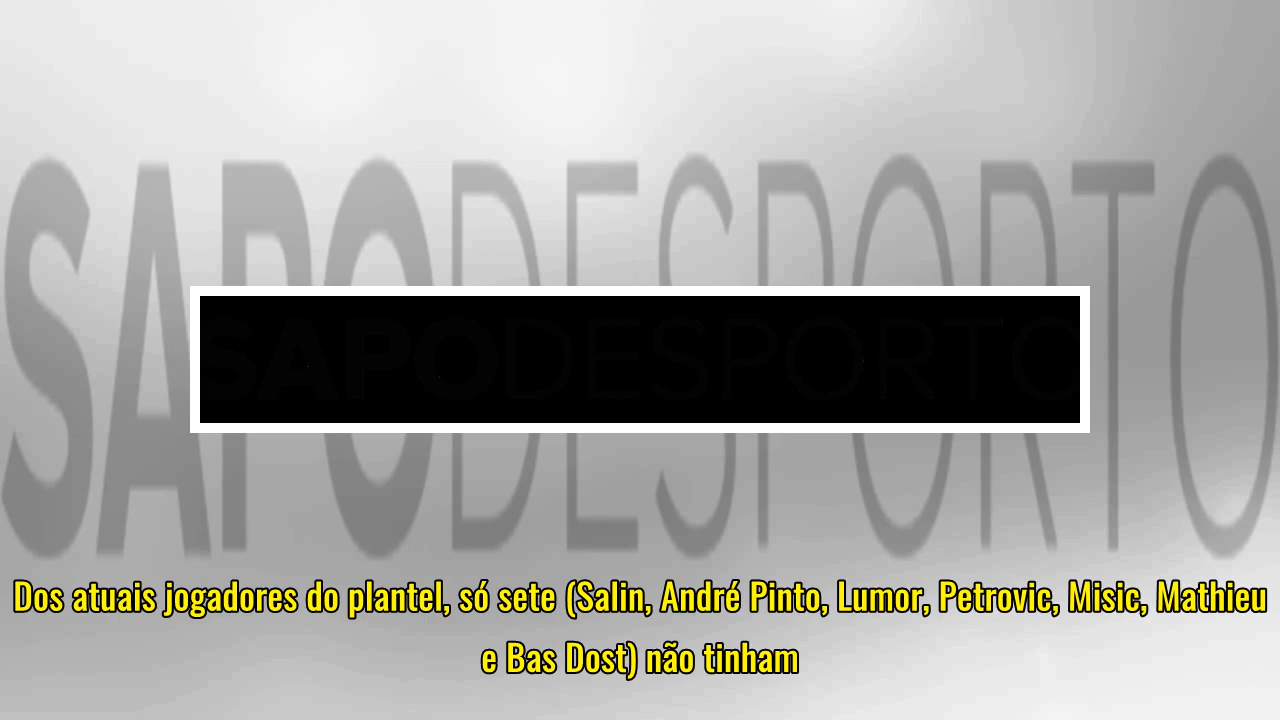 SAPODESPORTO
SAPODESPORTO
Dos atuais jogadores do plantel, só sete (Salin, André Pinto, Lumor, Petrovic, Misic, Mathieu
e Bas Dost) não tinham